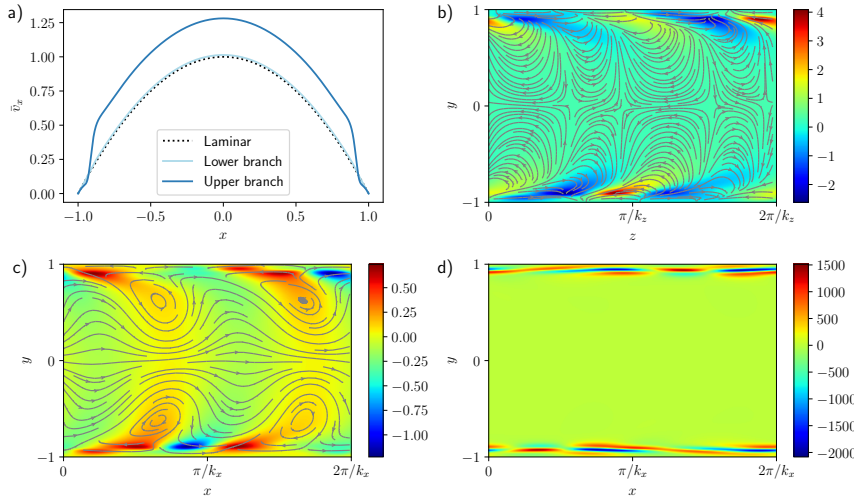 a)
1.25
1.00
0.75
0.50
0.25
0.00
v̄ₓ
Laminar
Lower branch
Upper branch
−1.0
−0.5
0.0
0.5
1.0
x
b)
1
0
−1
y
0
π/k_z
2π/k_z
z
4
3
2
1
0
−1
−2
c)
1
0
−1
y
0
π/kₓ
2π/kₓ
x
0.50
0.25
0.00
−0.25
−0.50
−0.75
−1.00
d)
1
0
−1
y
0
π/kₓ
2π/kₓ
x
1500
1000
500
0
−500
−1000
−1500
−2000